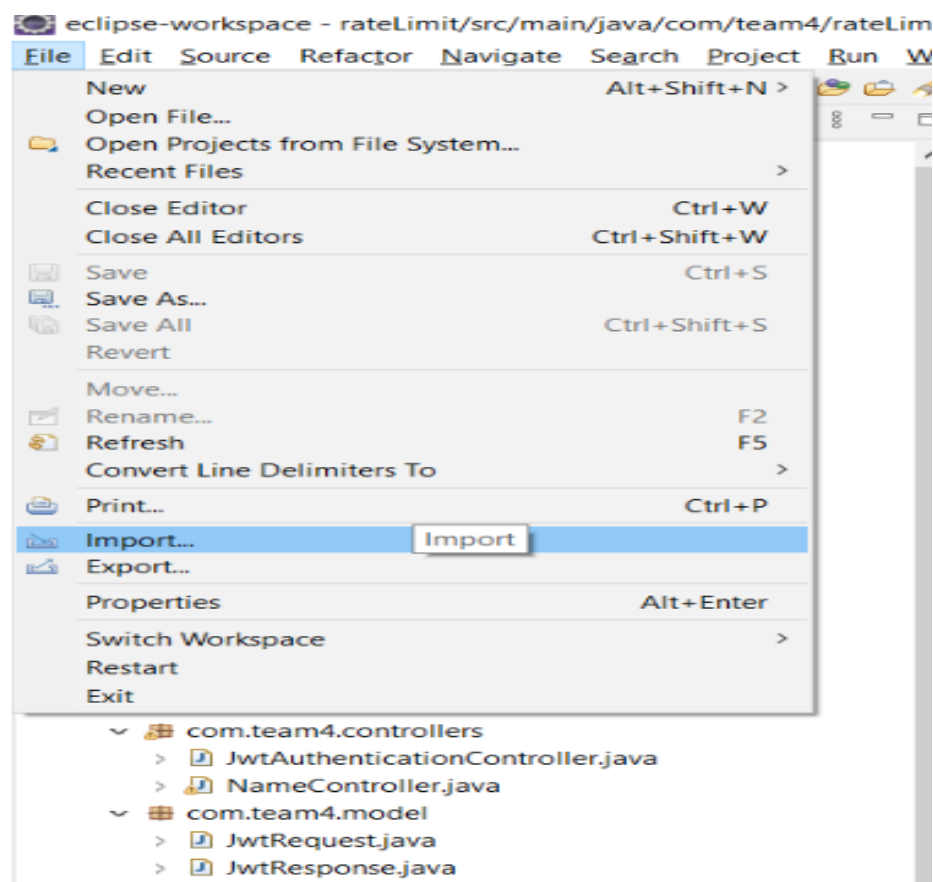 eclipse-workspace - rateLimit/src/main/java/com/team4/rateLim
File Edit Source Refactor Navigate Search Project Run W
New Alt+Shift+N >
Open File...
Open Projects from File System...
Recent Files >
Close Editor Ctrl+W
Close All Editors Ctrl+Shift+W
Save Ctrl+S
Save As...
Save All Ctrl+Shift+S
Revert
Move...
Rename... F2
Refresh F5
Convert Line Delimiters To >
Print... Ctrl+P
Import... Import
Export...
Properties Alt+Enter
Switch Workspace >
Restart
Exit
com.team4.controllers
JwtAuthenticationController.java
NameController.java
com.team4.model
JwtRequest.java
JwtResponse.java